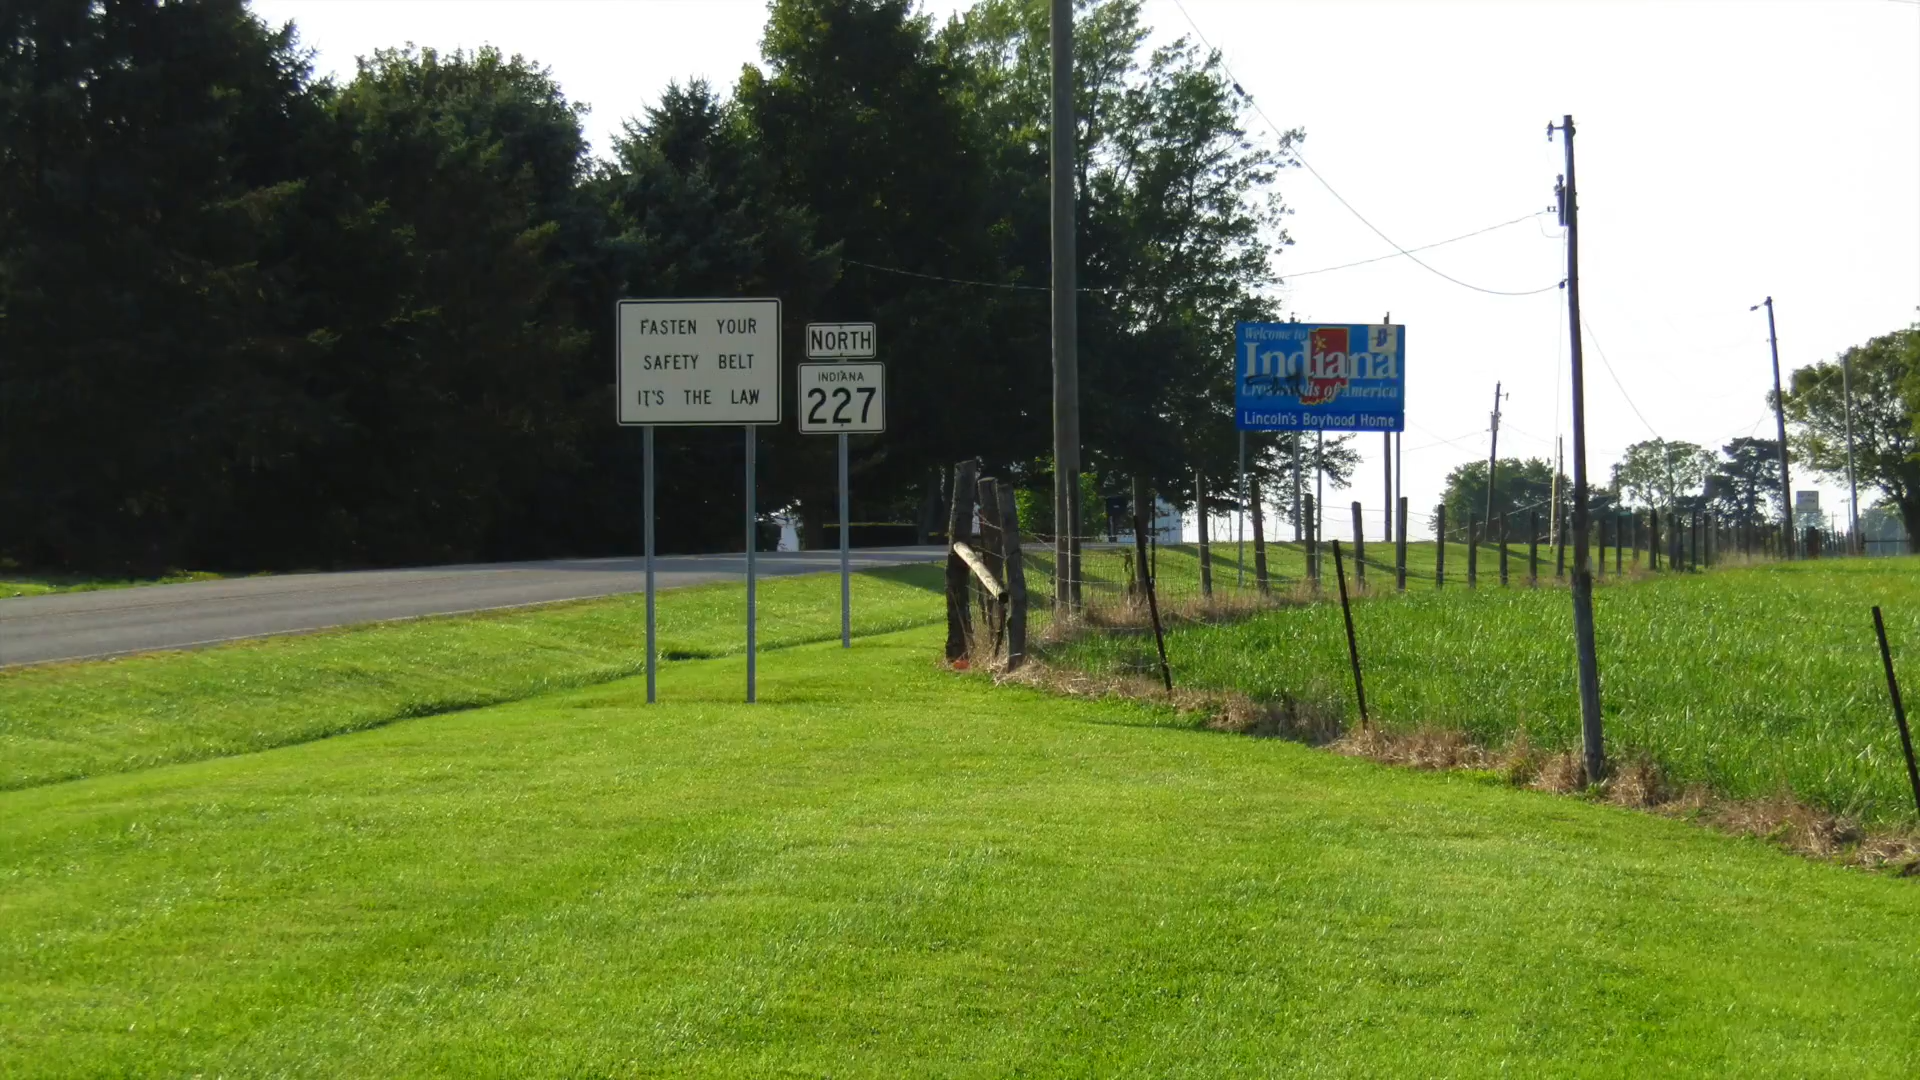 FASTEN YOUR
SAFETY BELT
IT'S THE LAW
NORTH
INDIANA
227
Welcome to
Indiana
Crossroads of America
Lincoln's Boyhood Home